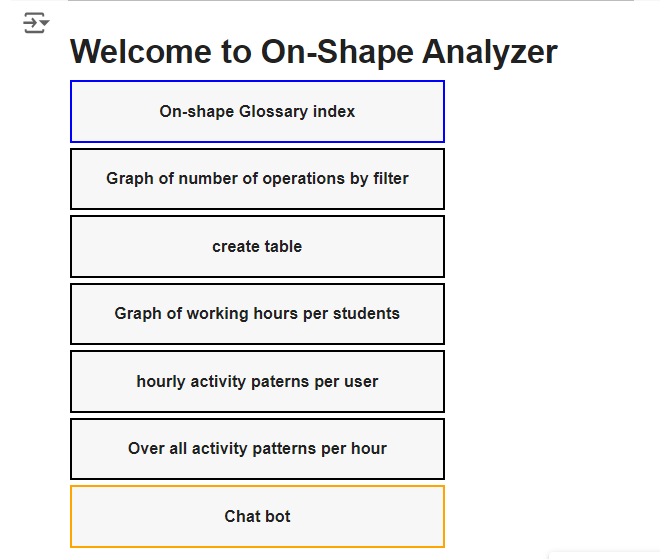 Welcome to On-Shape Analyzer
On-shape Glossary index
Graph of number of operations by filter
create table
Graph of working hours per students
hourly activity paterns per user
Over all activity patterns per hour
Chat bot